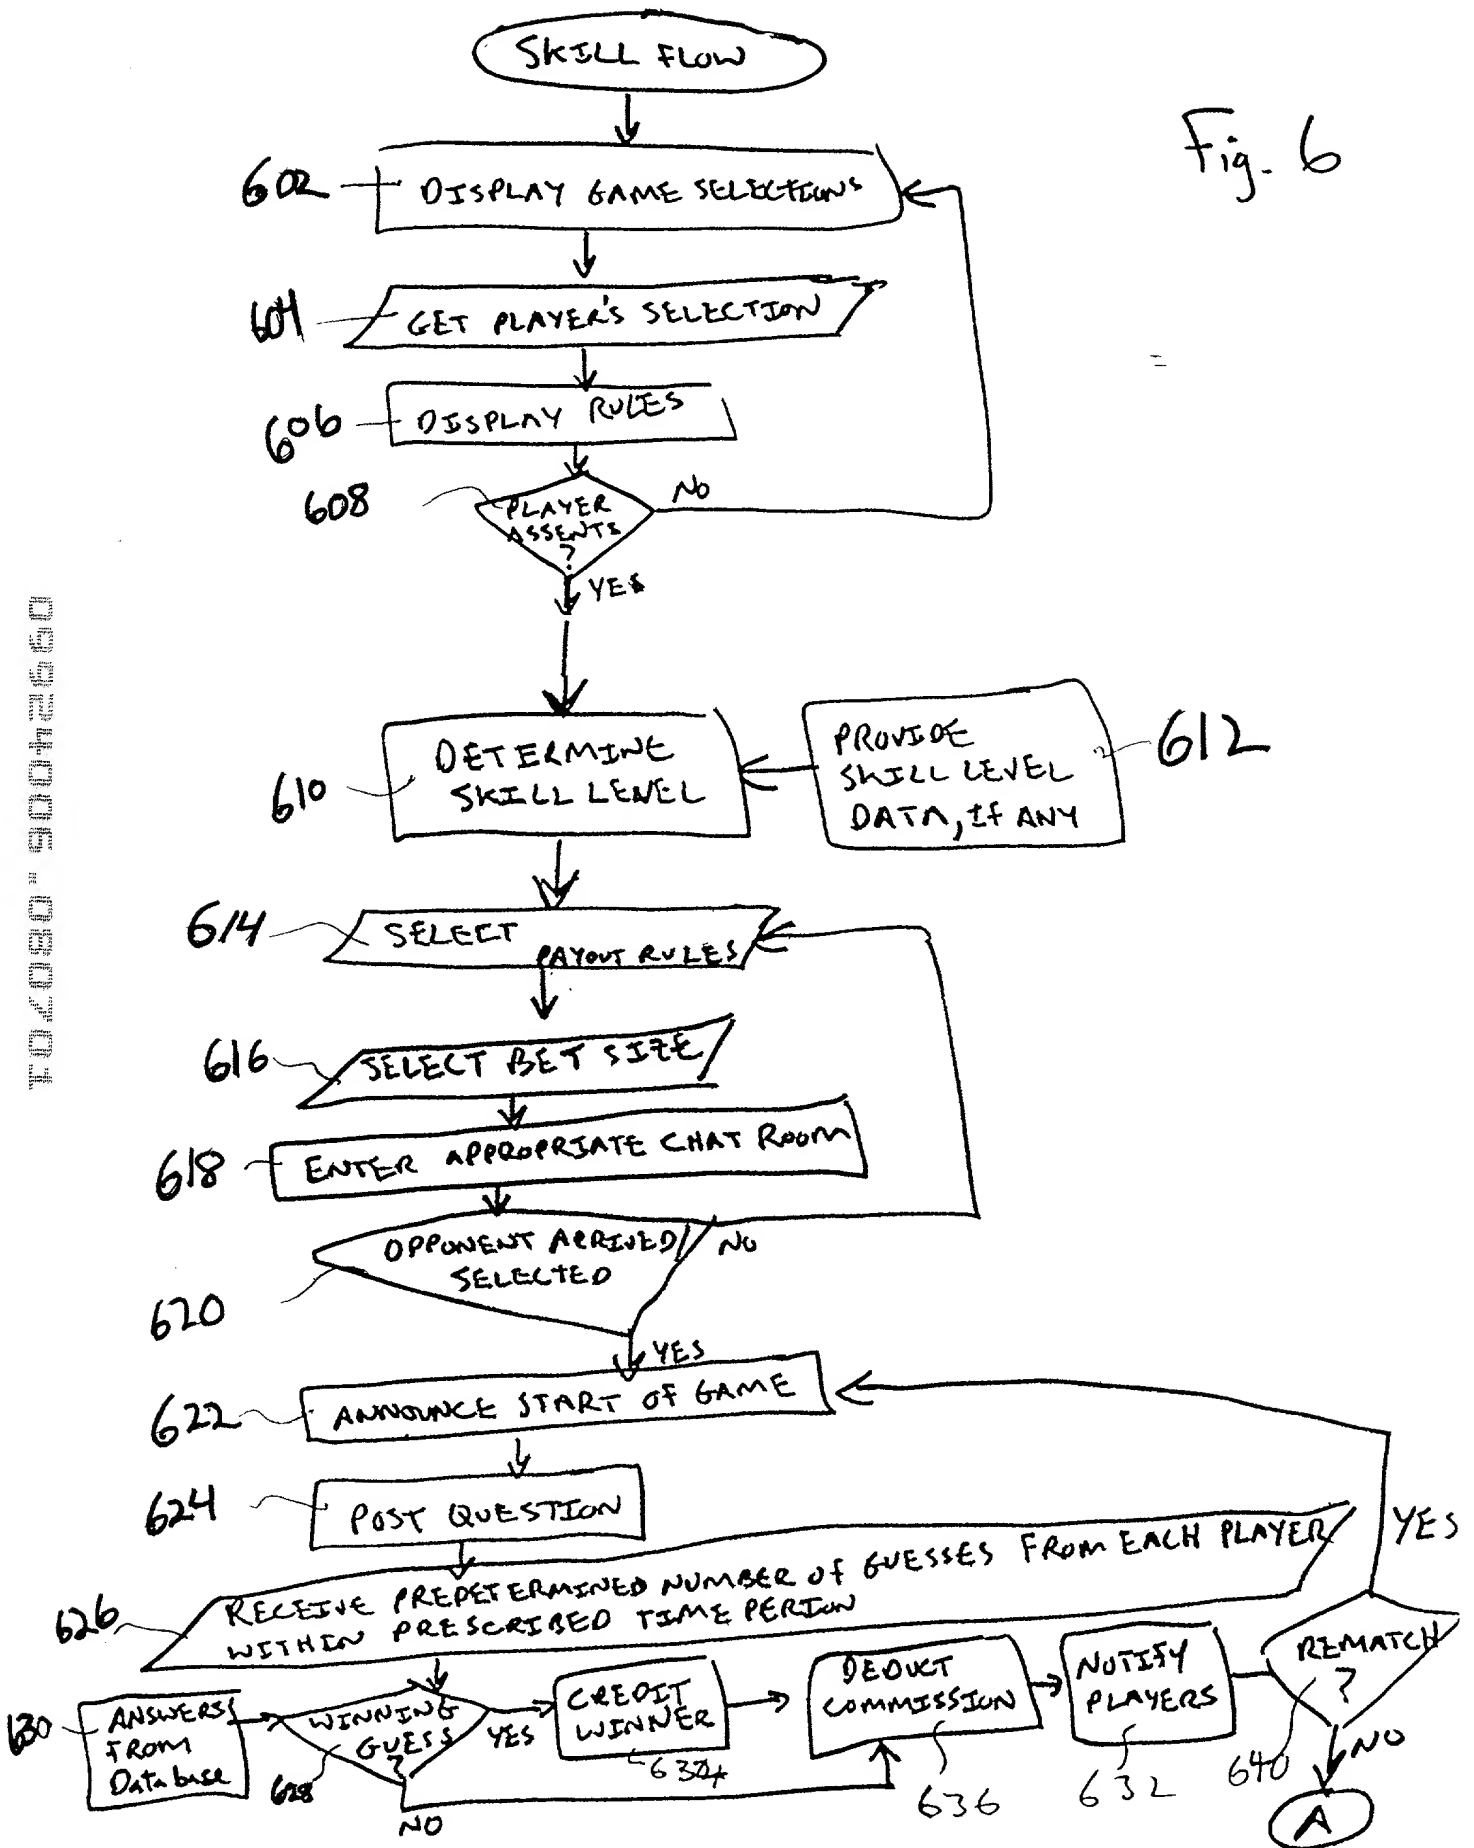 SKILL FLOW
Fig. 6
602
DISPLAY GAME SELECTIONS
604
GET PLAYER'S SELECTION
606
DISPLAY RULES
608
PLAYER
ASSENTS
?
NO
YES
610
DETERMINE
SKILL LEVEL
PROVIDE
SKILL LEVEL
DATA, IF ANY
612
614
SELECT
PAYOUT RULES
616
SELECT BET SIZE
618
ENTER APPROPRIATE CHAT ROOM
620
OPPONENT ARRIVED/
SELECTED
NO
YES
622
ANNOUNCE START OF GAME
624
POST QUESTION
626
RECEIVE PREDETERMINED NUMBER OF GUESSES FROM EACH PLAYER
WITHIN PRESCRIBED TIME PERIOD
YES
630
ANSWERS
FROM
Database
WINNING
GUESS
?
628
YES
NO
CREDIT
WINNER
634
DEDUCT
COMMISSION
636
NOTIFY
PLAYERS
632
REMATCH
?
640
NO
A
09924006.080701